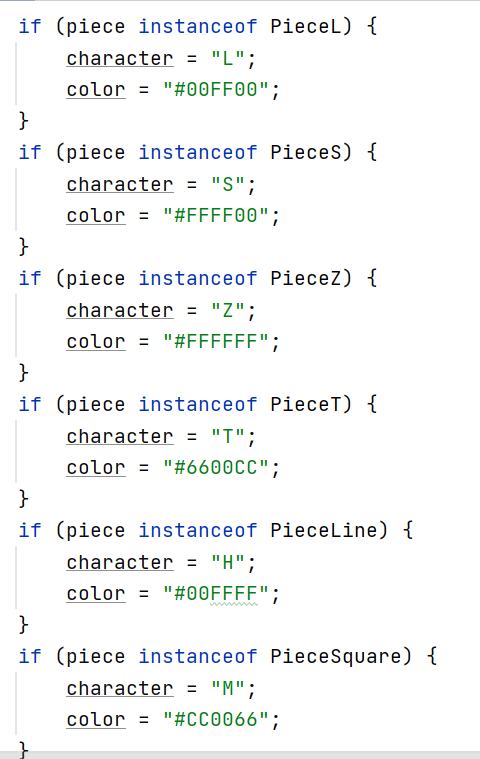 if (piece instanceof PieceL) {
    character = "L";
    color = "#00FF00";
}
if (piece instanceof PieceS) {
    character = "S";
    color = "#FFFF00";
}
if (piece instanceof PieceZ) {
    character = "Z";
    color = "#FFFFFF";
}
if (piece instanceof PieceT) {
    character = "T";
    color = "#6600CC";
}
if (piece instanceof PieceLine) {
    character = "H";
    color = "#00FFFF";
}
if (piece instanceof PieceSquare) {
    character = "M";
    color = "#CC0066";
}